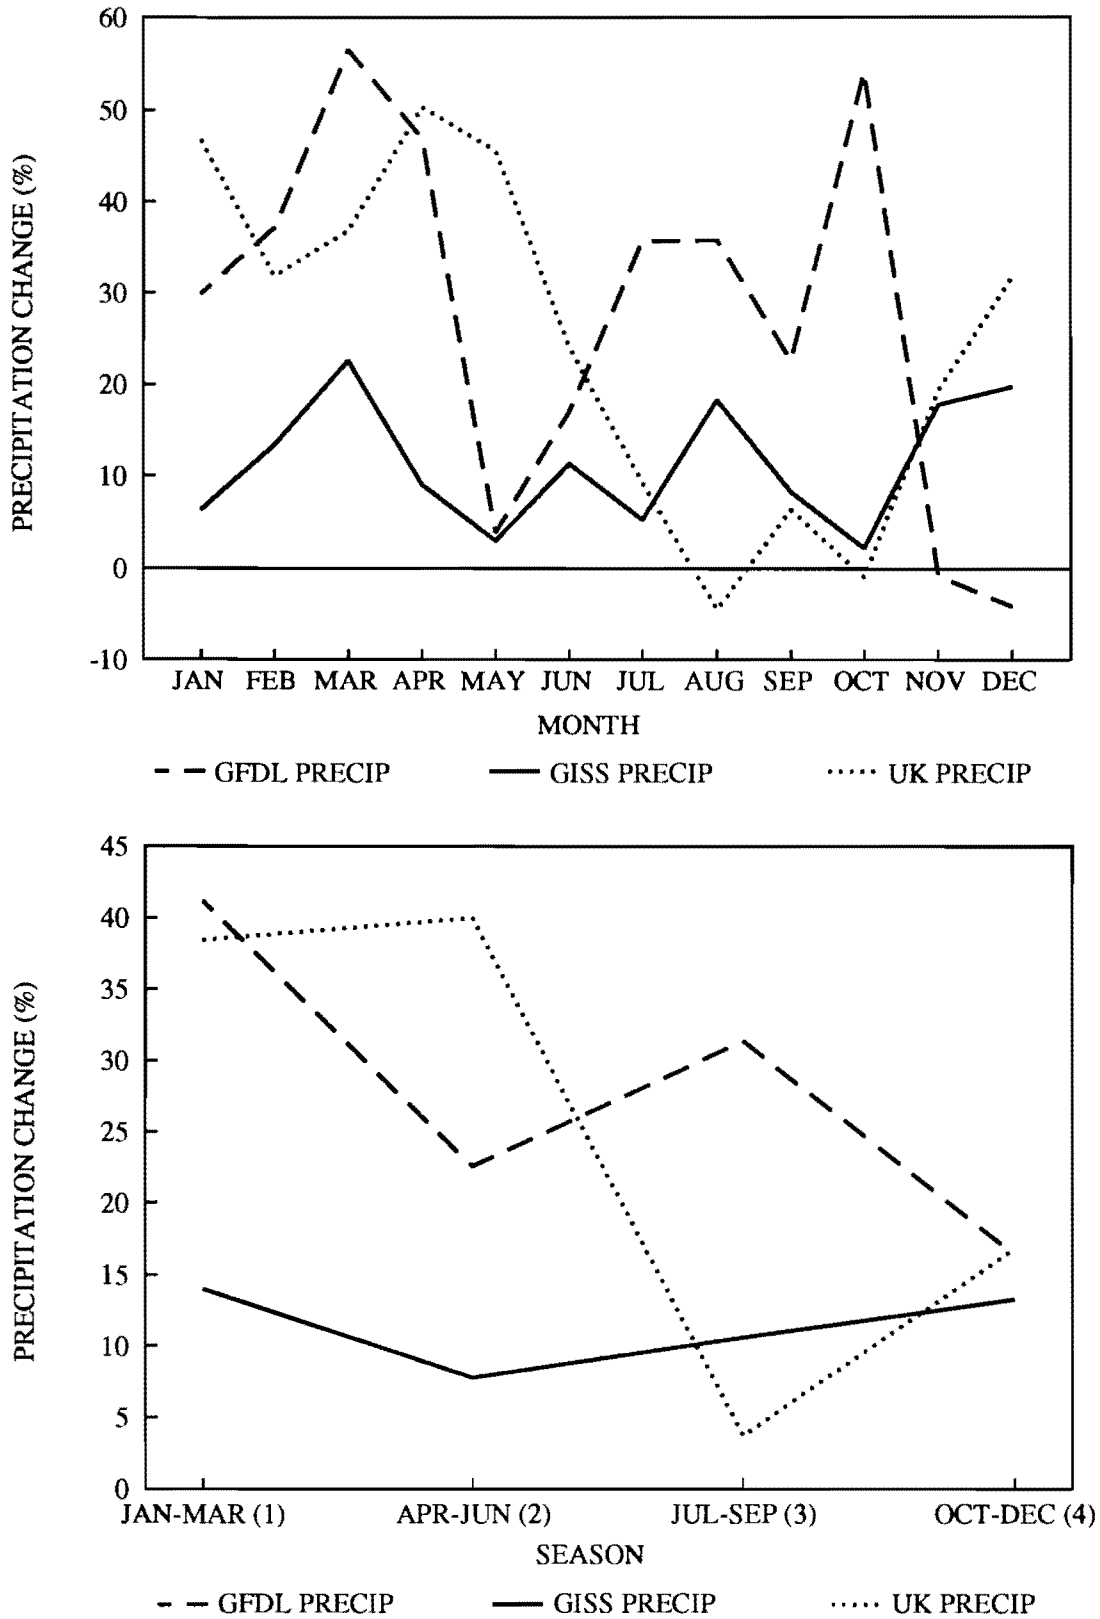 60
50
40
30
20
10
0
-10
PRECIPITATION CHANGE (%)
JAN FEB MAR APR MAY JUN JUL AUG SEP OCT NOV DEC
MONTH
GFDL PRECIP GISS PRECIP UK PRECIP
45
40
35
30
25
20
15
10
5
0
PRECIPITATION CHANGE (%)
JAN-MAR (1) APR-JUN (2) JUL-SEP (3) OCT-DEC (4)
SEASON
GFDL PRECIP GISS PRECIP UK PRECIP